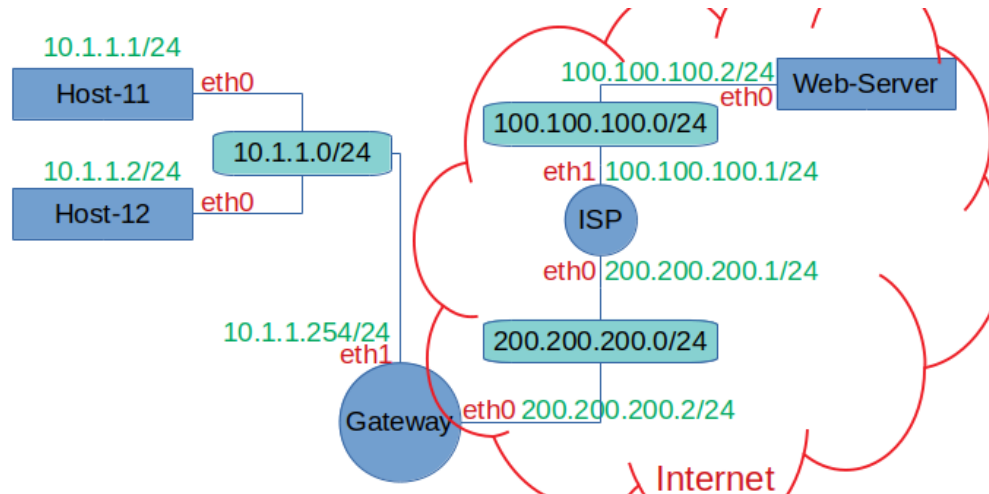 10.1.1.1/24
Host-11
eth0
10.1.1.0/24
10.1.1.2/24
Host-12
eth0
10.1.1.254/24
eth1
Gateway
eth0 200.200.200.2/24
100.100.100.2/24
eth0
Web-Server
100.100.100.0/24
eth1 100.100.100.1/24
ISP
eth0 200.200.200.1/24
200.200.200.0/24
Internet